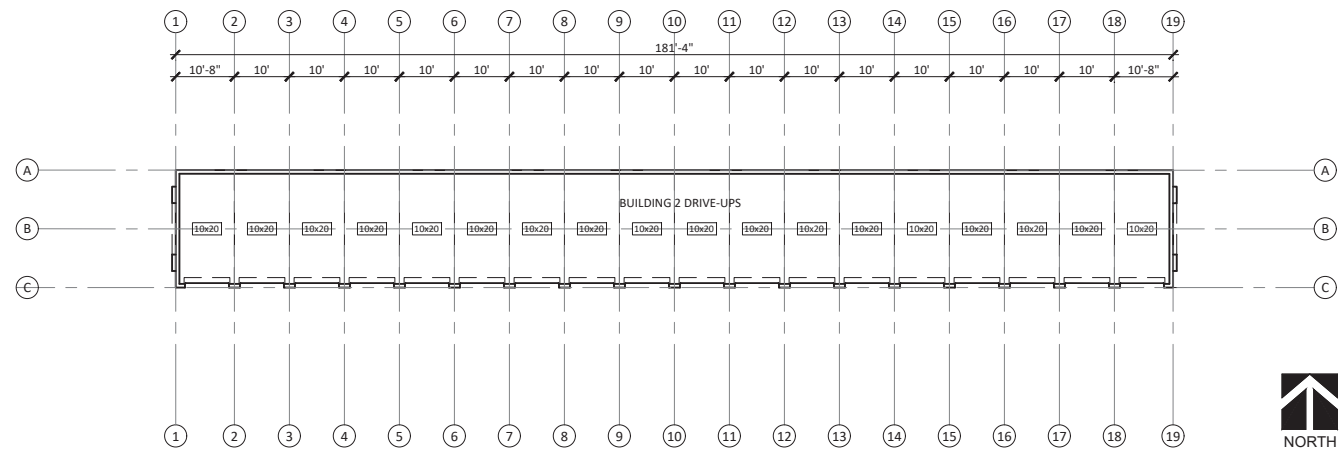 1 2 3 4 5 6 7 8 9 10 11 12 13 14 15 16 17 18 19
181'-4"
10'-8" 10' 10' 10' 10' 10' 10' 10' 10' 10' 10' 10' 10' 10' 10' 10' 10' 10'-8"
A A
BUILDING 2 DRIVE-UPS
B 10x20 10x20 10x20 10x20 10x20 10x20 10x20 10x20 10x20 10x20 10x20 10x20 10x20 10x20 10x20 10x20 10x20 10x20 B
C C
1 2 3 4 5 6 7 8 9 10 11 12 13 14 15 16 17 18 19
NORTH